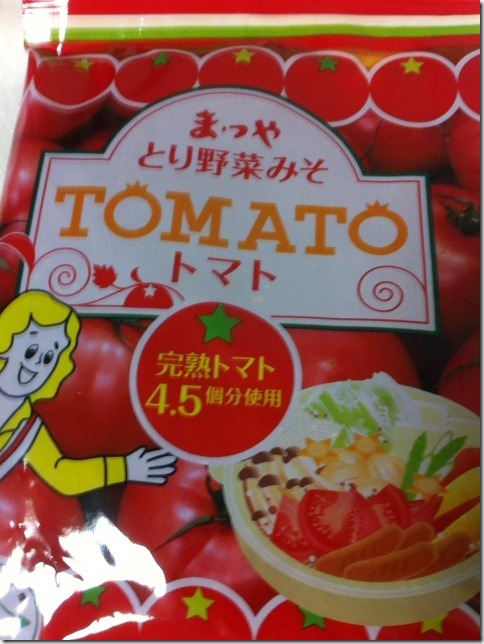 まつや
とり野菜みそ
TOMATO
トマト
完熟トマト
4.5個分使用